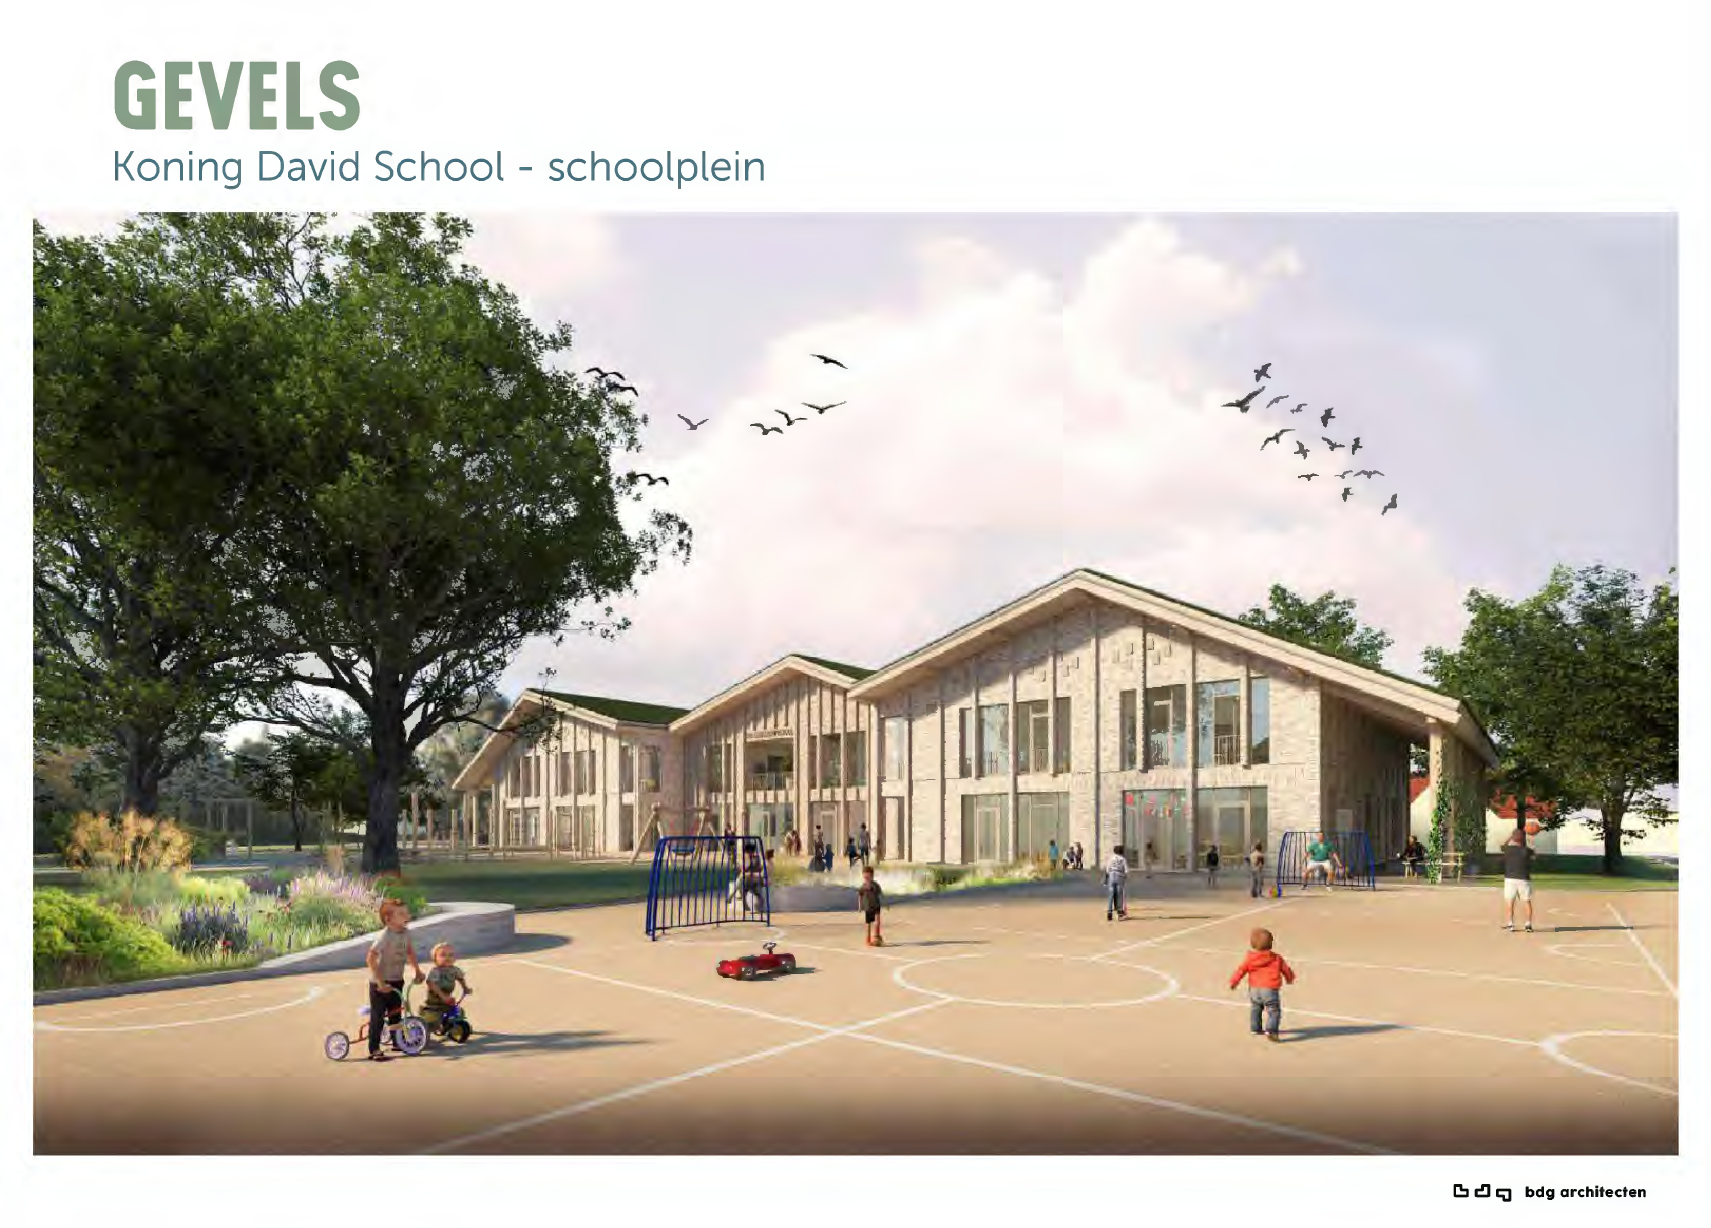 GEVELS
Koning David School - schoolplein
bdg architecten